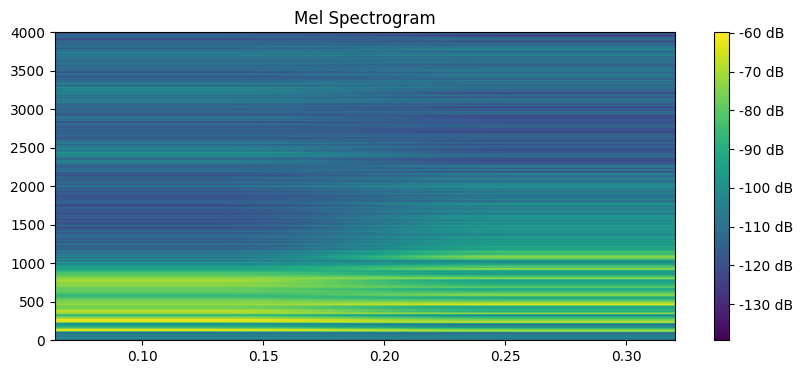 Mel Spectrogram
4000
3500
3000
2500
2000
1500
1000
500
0
0.10 0.15 0.20 0.25 0.30
-60 dB
-70 dB
-80 dB
-90 dB
-100 dB
-110 dB
-120 dB
-130 dB